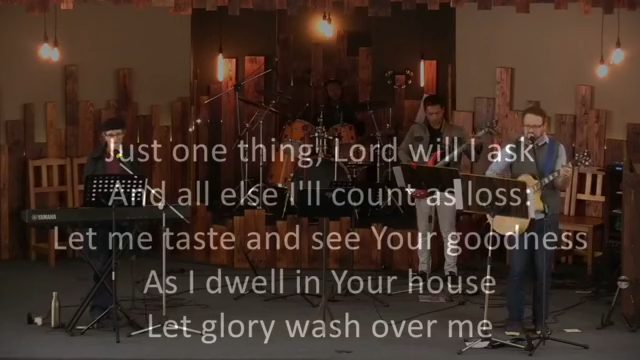 Just one thing, Lord will I ask
And all else I'll count as loss:
Let me taste and see Your goodness
As I dwell in Your house
Let glory wash over me
YAMAHA